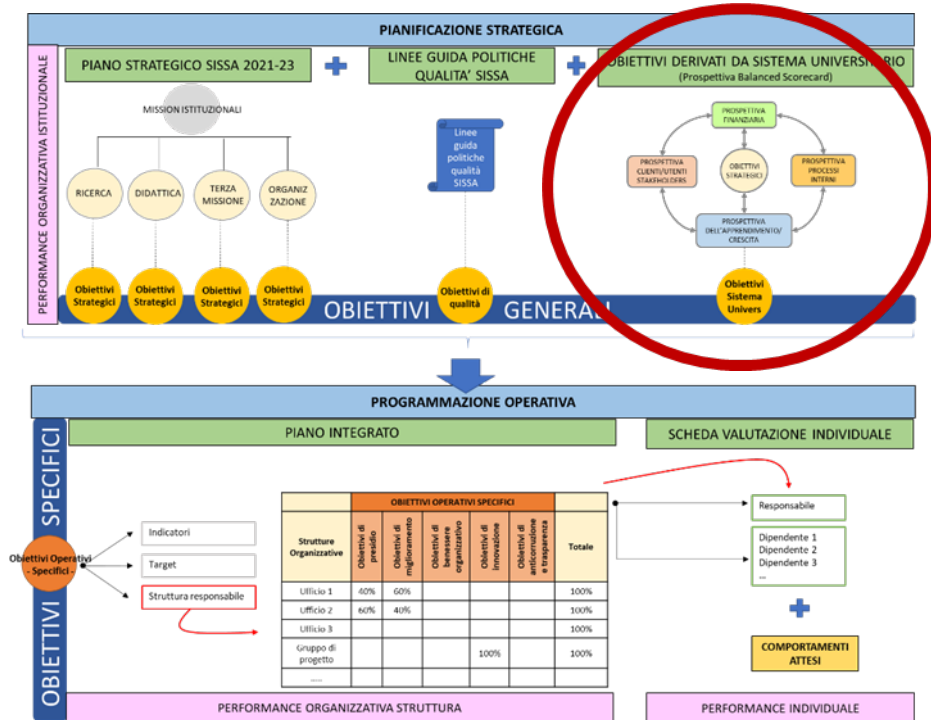 PIANIFICAZIONE STRATEGICA
PERFORMANCE ORGANIZZATIVA ISTITUZIONALE
PIANO STRATEGICO SISSA 2021-23
LINEE GUIDA POLITICHE
QUALITA' SISSA
OBIETTIVI DERIVATI DA SISTEMA UNIVERSITARIO
(Prospettiva Balanced Scorecard)
MISSION ISTITUZIONALI
RICERCA
DIDATTICA
TERZA
MISSIONE
ORGANIZ
ZAZIONE
Linee
guida
politiche
qualità
SISSA
PROSPETTIVA
FINANZIARIA
PROSPETTIVA
CLIENTI/UTENTI
STAKEHOLDERS
OBIETTIVI
STRATEGICI
PROSPETTIVA
PROCESSI
INTERNI
PROSPETTIVA
DELL'APPRENDIMENTO/
CRESCITA
Obiettivi
Strategici
Obiettivi
Strategici
Obiettivi
Strategici
Obiettivi
Strategici
Obiettivi di
qualità
Obiettivi
Sistema
Univers
OBIETTIVI GENERALI
PROGRAMMAZIONE OPERATIVA
OBIETTIVI SPECIFICI
PIANO INTEGRATO
SCHEDA VALUTAZIONE INDIVIDUALE
Obiettivi Operativi
- Specifici -
Indicatori
Target
Struttura responsabile
OBIETTIVI OPERATIVI SPECIFICI
Strutture
Organizzative
Obiettivi di
presidio
Obiettivi di
miglioramento
Obiettivi di
benessere
organizzativo
Obiettivi di
innovazione
Obiettivi di
anticorruzione
e trasparenza
Totale
Ufficio 1 40% 60% 100%
Ufficio 2 60% 40% 100%
Ufficio 3 100%
Gruppo di
progetto 100% 100%
.....
Responsabile
Dipendente 1
Dipendente 2
Dipendente 3
...
COMPORTAMENTI
ATTESI
PERFORMANCE ORGANIZZATIVA STRUTTURA
PERFORMANCE INDIVIDUALE